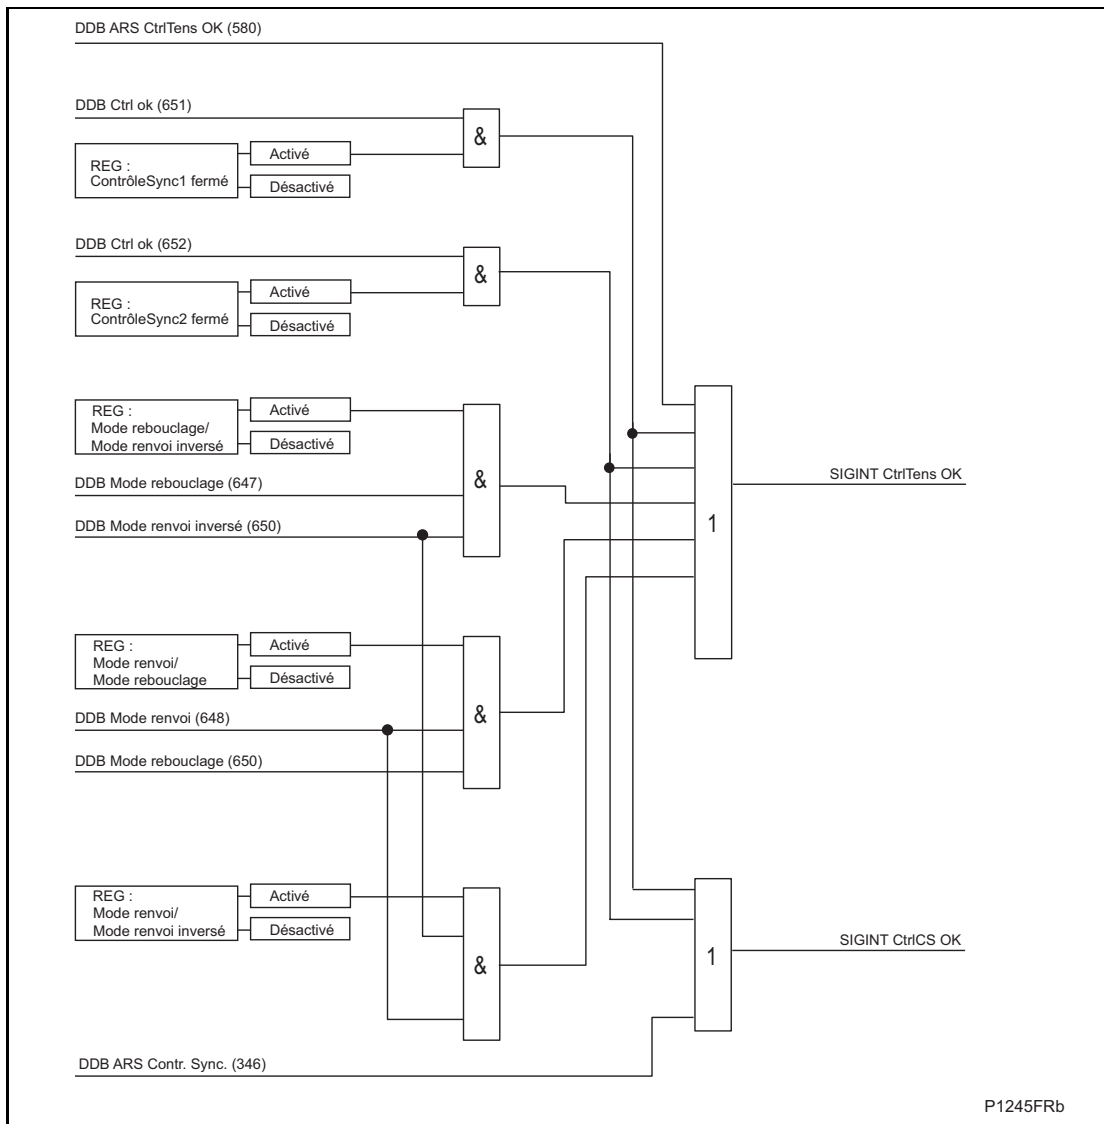 DDB ARS CtrlTens OK (580)
DDB Ctrl ok (651)
&
REG :
ContrôleSync1 fermé
Activé
Désactivé
DDB Ctrl ok (652)
&
REG :
ContrôleSync2 fermé
Activé
Désactivé
REG :
Mode rebouclage/
Mode renvoi inversé
Activé
Désactivé
DDB Mode rebouclage (647)
&
SIGINT CtrlTens OK
DDB Mode renvoi inversé (650)
1
REG :
Mode renvoi/
Mode rebouclage
Activé
Désactivé
DDB Mode renvoi (648)
&
DDB Mode rebouclage (650)
REG :
Mode renvoi/
Mode renvoi inversé
Activé
Désactivé
&
1
SIGINT CtrlCS OK
DDB ARS Contr. Sync. (346)
P1245FRb